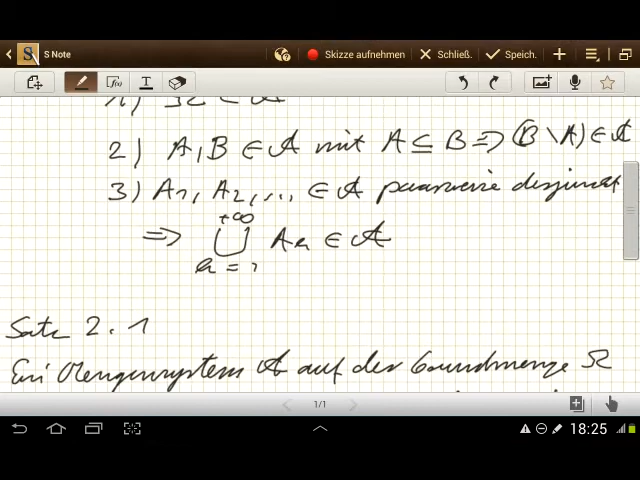 S Note
Skizze aufnehmen
Schließ.
Speich.
1) Ω ∈ 𝒜
2) A, B ∈ 𝒜 mit A ⊆ B ⇒ (B \ A) ∈ 𝒜
3) A₁, A₂, ... ∈ 𝒜 paarweise disjunkt
+∞
⇒ ⋃ Aₙ ∈ 𝒜
n =
Satz 2.1
Ein Mengensystem 𝒜 auf der Grundmenge Ω
1/1
18:25